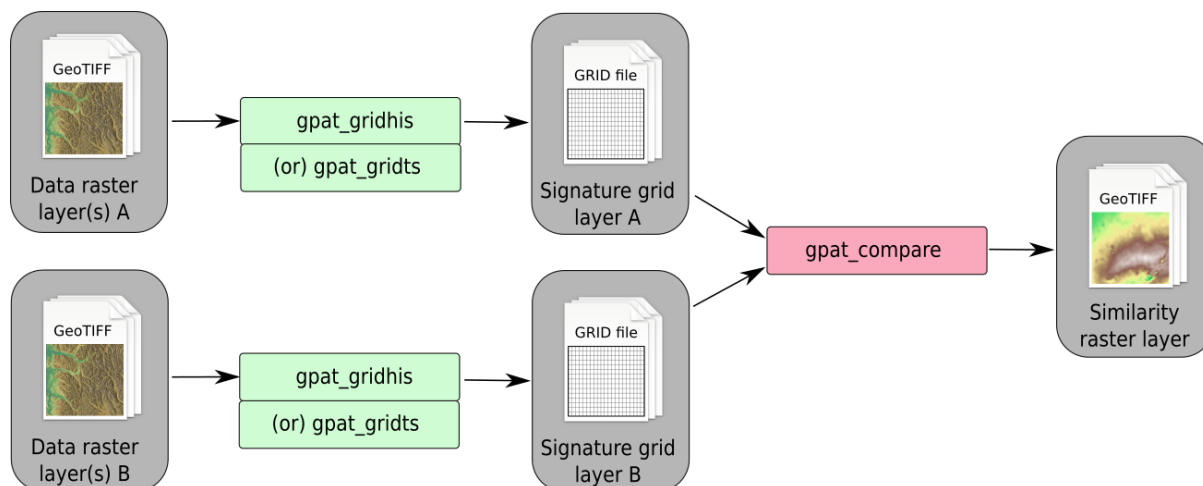 GeoTIFF
Data raster
layer(s) A
gpat_gridhis
(or) gpat_gridts
GRID file
Signature grid
layer A
GeoTIFF
Data raster
layer(s) B
gpat_gridhis
(or) gpat_gridts
GRID file
Signature grid
layer B
gpat_compare
GeoTIFF
Similarity
raster layer